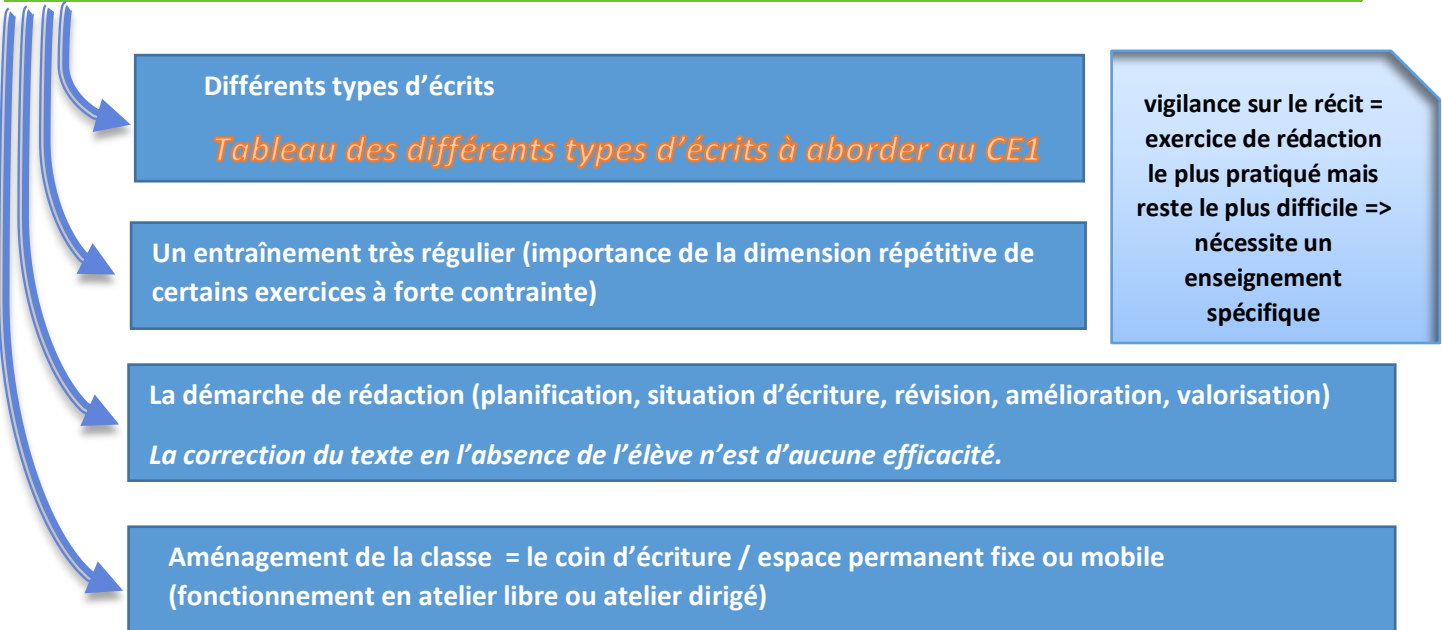 Différents types d’écrits
Tableau des différents types d’écrits à aborder au CE1
vigilance sur le récit =
exercice de rédaction
le plus pratiqué mais
reste le plus difficile =>
nécessite un
enseignement
spécifique
Un entraînement très régulier (importance de la dimension répétitive de
certains exercices à forte contrainte)
La démarche de rédaction (planification, situation d’écriture, révision, amélioration, valorisation)
La correction du texte en l’absence de l’élève n’est d’aucune efficacité.
Aménagement de la classe = le coin d’écriture / espace permanent fixe ou mobile
(fonctionnement en atelier libre ou atelier dirigé)